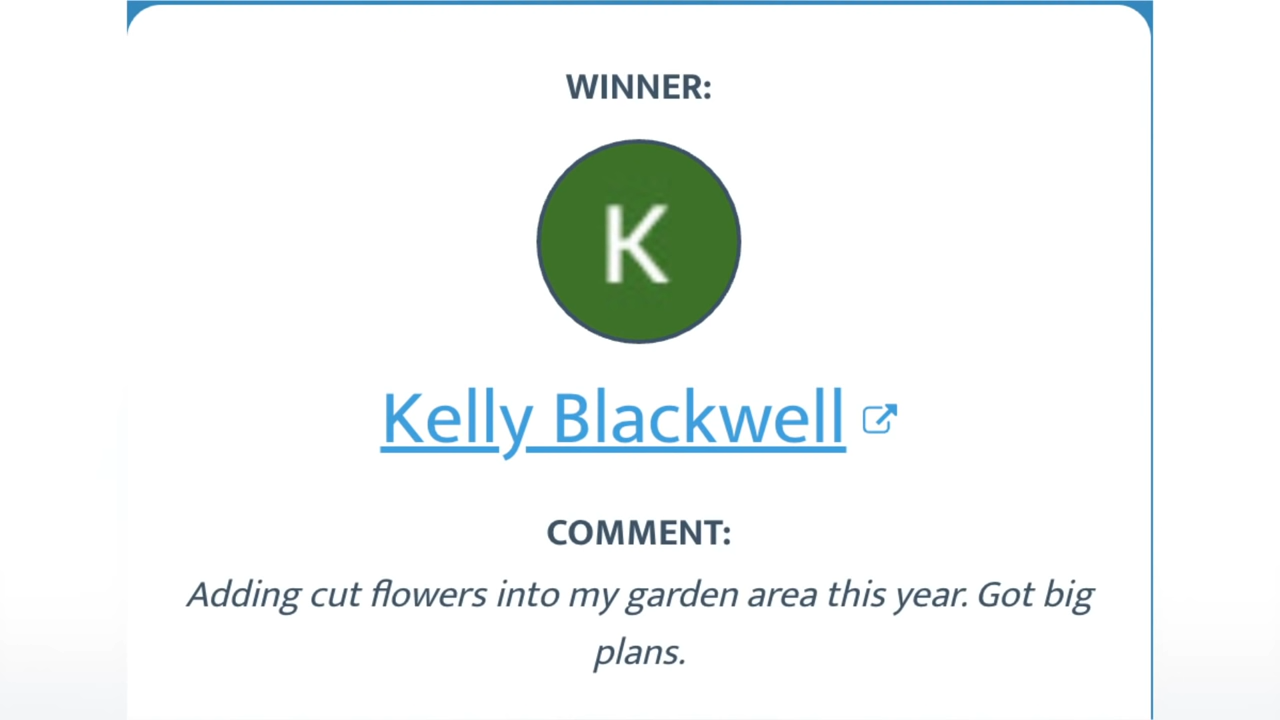 WINNER:
K
Kelly Blackwell
COMMENT:
Adding cut flowers into my garden area this year. Got big
plans.